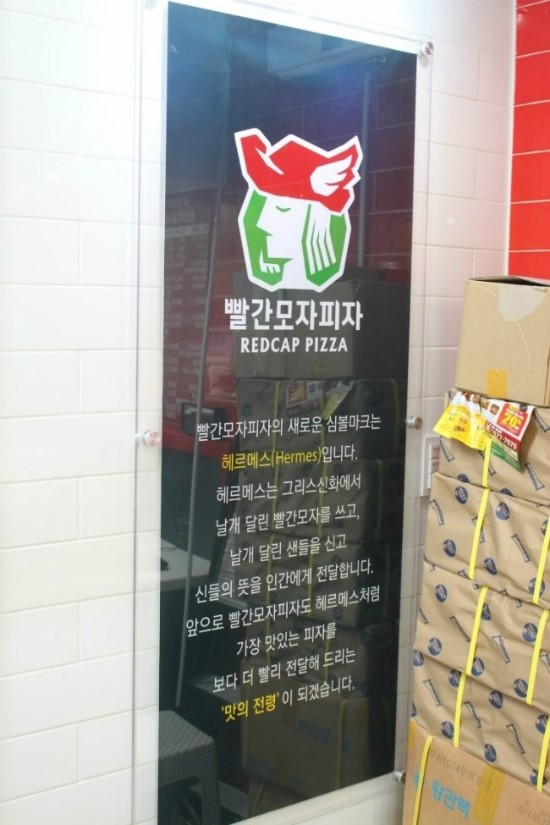 빨간모자피자
REDCAP PIZZA
빨간모자피자의 새로운 심볼마크는
헤르메스(Hermes)입니다.
헤르메스는 그리스신화에서
날개 달린 빨간모자를 쓰고,
날개 달린 샌들을 신고
신들의 뜻을 인간에게 전달합니다.
앞으로 빨간모자피자도 헤르메스처럼
가장 맛있는 피자를
보다 더 빨리 전달해 드리는
'맛의 전령'이 되겠습니다.
왕관팩